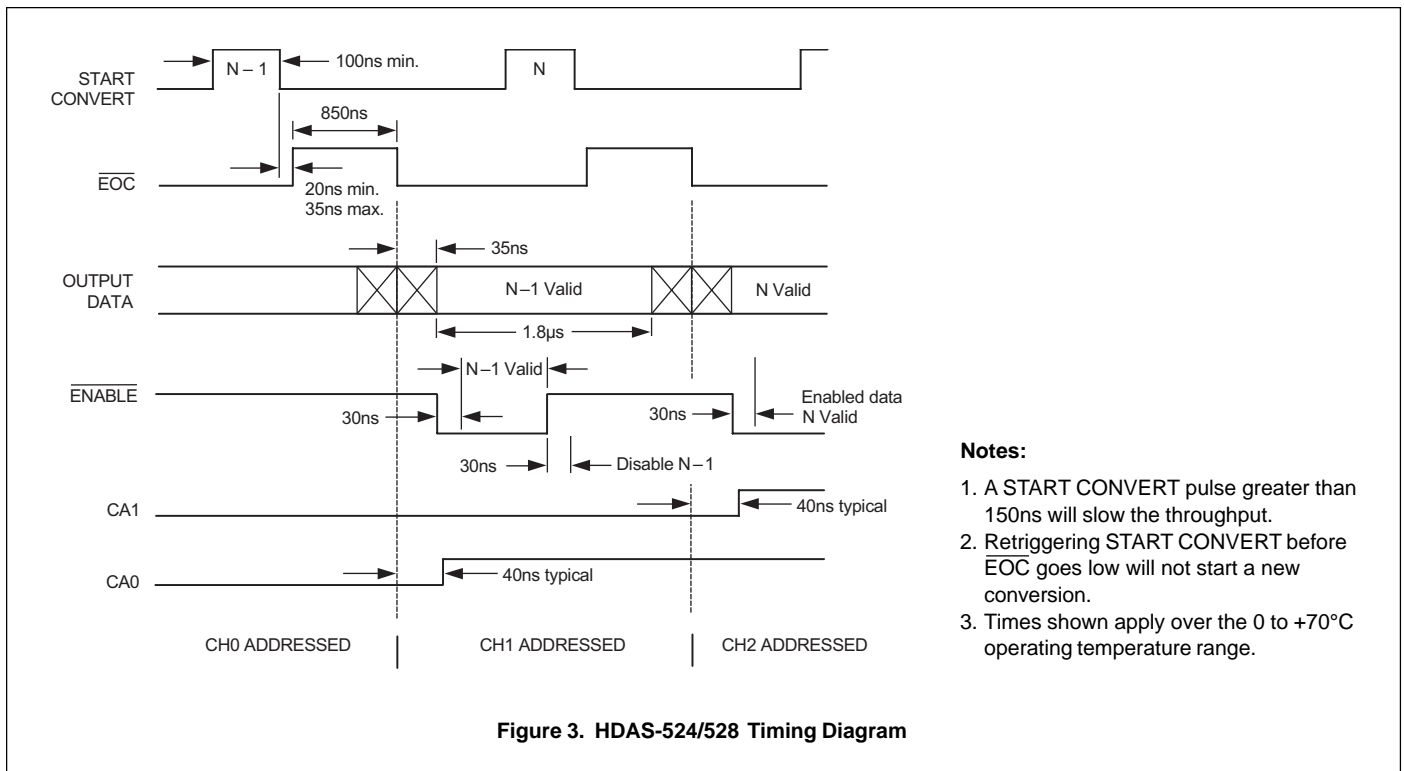 START
CONVERT
N – 1
100ns min.
N
850ns
EOC
20ns min.
35ns max.
35ns
OUTPUT
DATA
N–1 Valid
N Valid
1.8µs
N–1 Valid
ENABLE
30ns
30ns
Enabled data
N Valid
30ns
Disable N–1
CA1
40ns typical
CA0
40ns typical
CH0 ADDRESSED
CH1 ADDRESSED
CH2 ADDRESSED
Notes:
1. A START CONVERT pulse greater than
150ns will slow the throughput.
2. Retriggering START CONVERT before
EOC goes low will not start a new
conversion.
3. Times shown apply over the 0 to +70°C
operating temperature range.
Figure 3. HDAS-524/528 Timing Diagram